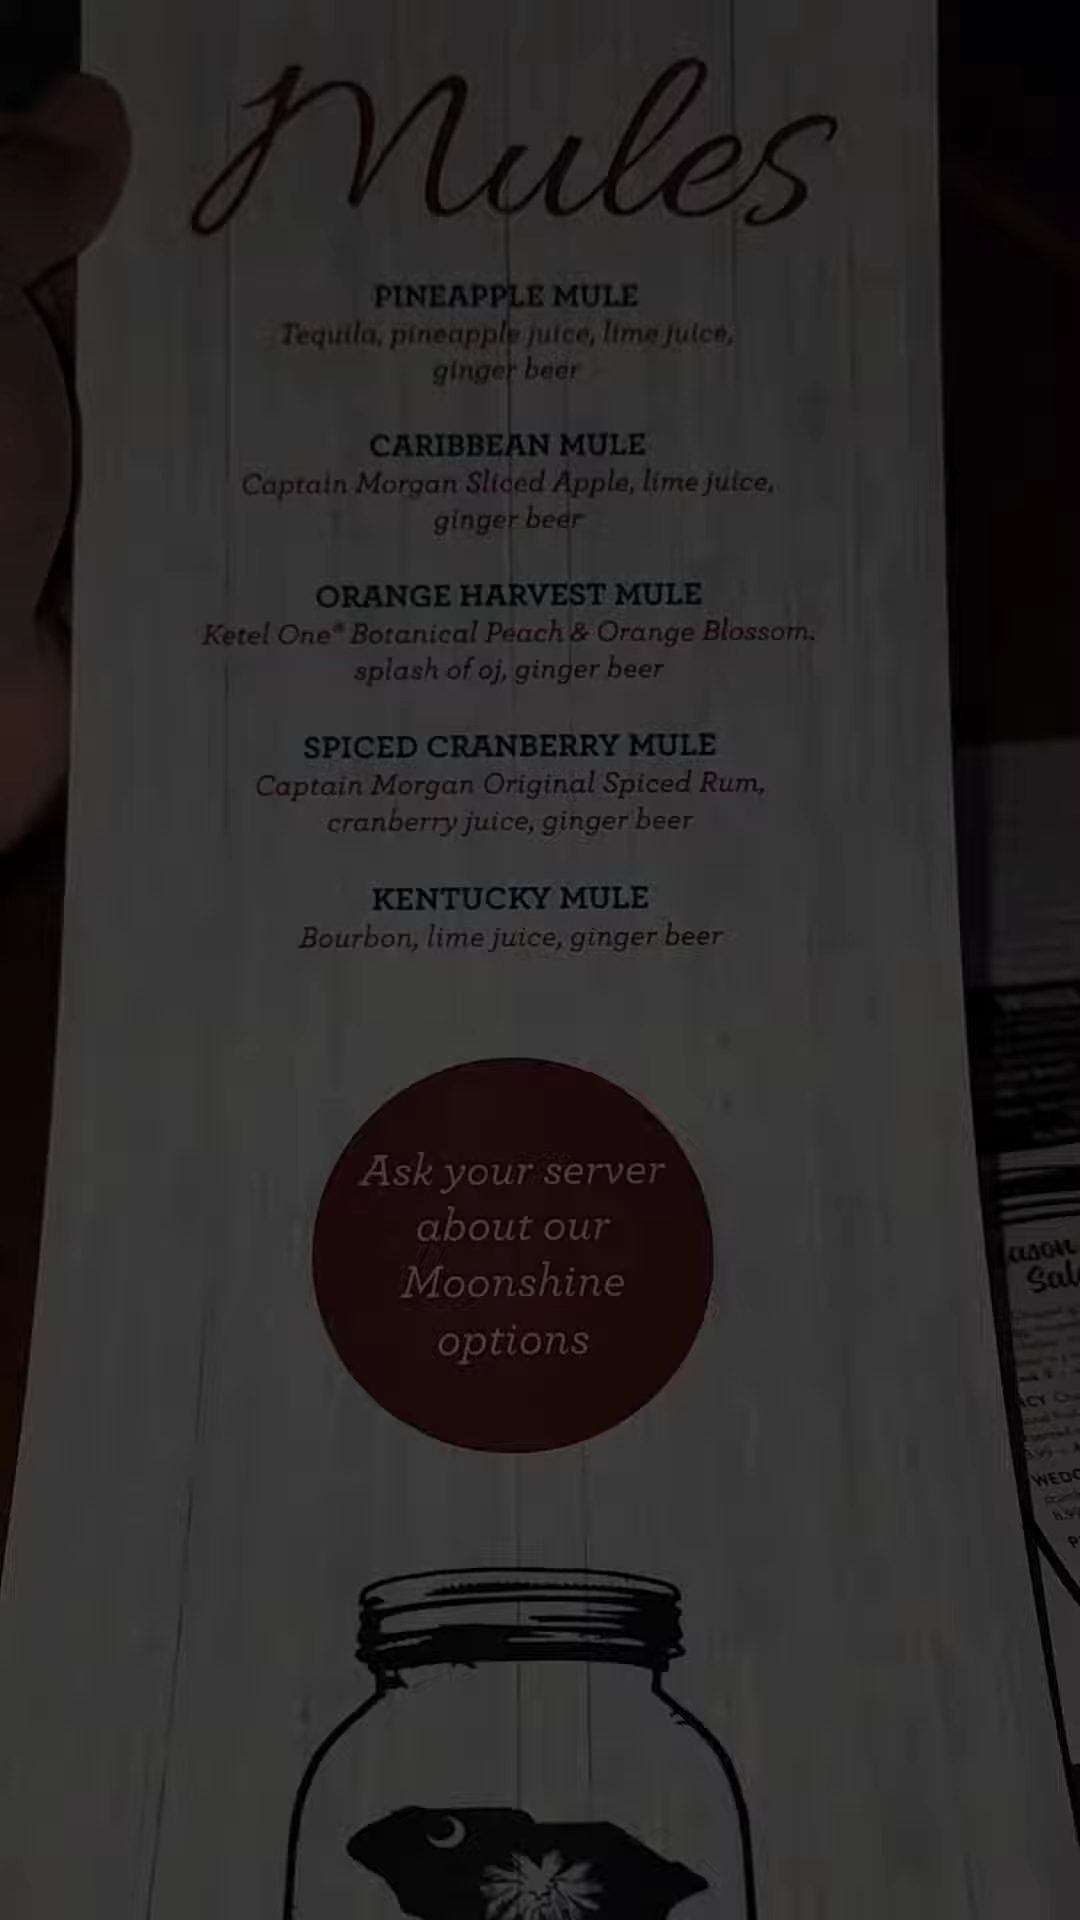 Mules
PINEAPPLE MULE
Tequila, pineapple juice, lime juice,
ginger beer
CARIBBEAN MULE
Captain Morgan Sliced Apple, lime juice,
ginger beer
ORANGE HARVEST MULE
Ketel One® Botanical Peach & Orange Blossom,
splash of oj, ginger beer
SPICED CRANBERRY MULE
Captain Morgan Original Spiced Rum,
cranberry juice, ginger beer
KENTUCKY MULE
Bourbon, lime juice, ginger beer
Ask your server
about our
Moonshine
options